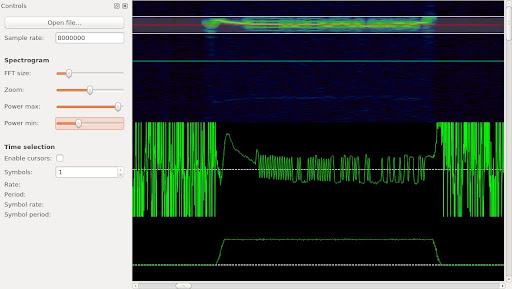 Controls
Open file...
Sample rate: 8000000
Spectrogram
FFT size:
Zoom:
Power max:
Power min:
Time selection
Enable cursors:
Symbols: 1
Rate:
Period:
Symbol rate:
Symbol period: